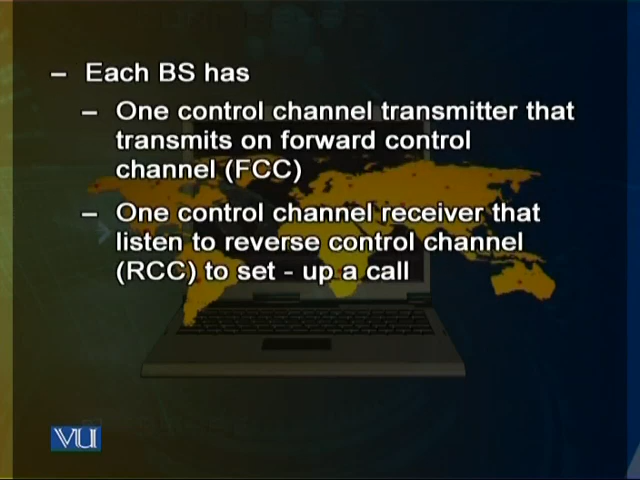 – Each BS has
– One control channel transmitter that
transmits on forward control
channel (FCC)
– One control channel receiver that
listen to reverse control channel
(RCC) to set - up a call
VU